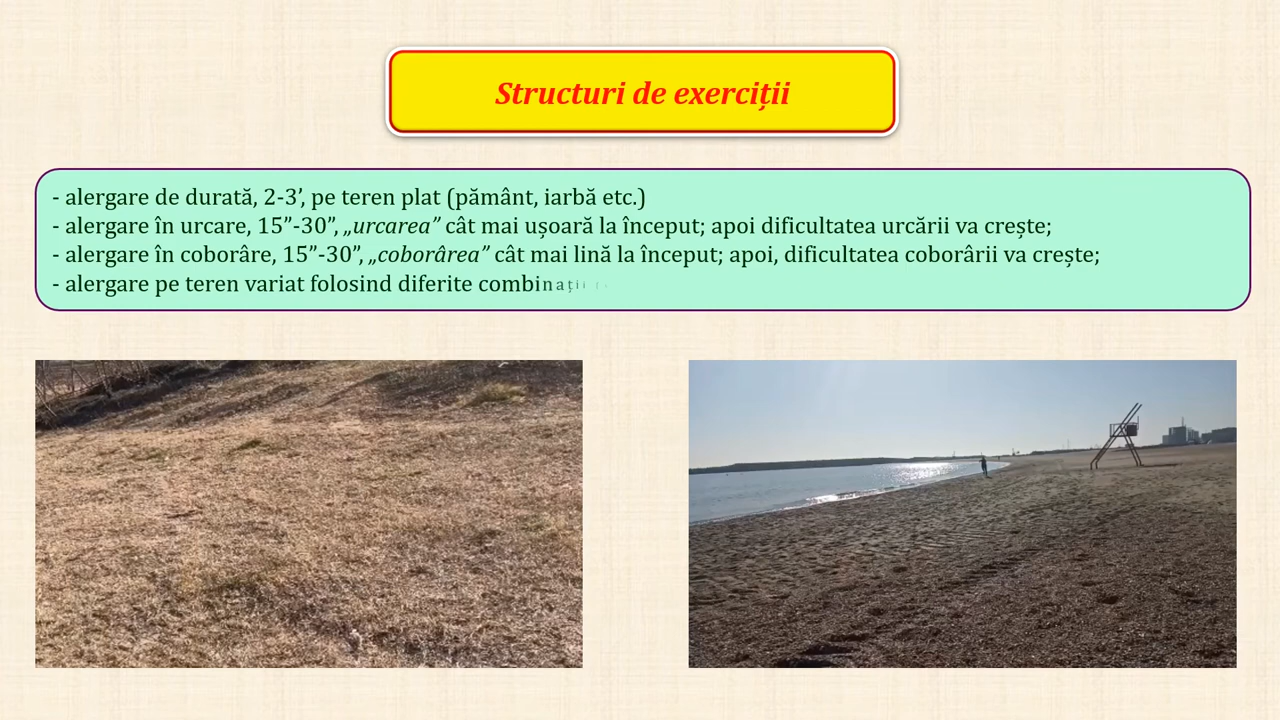 Structuri de exerciții
- alergare de durată, 2-3’, pe teren plat (pământ, iarbă etc.)
- alergare în urcare, 15”-30”, „urcarea” cât mai ușoară la început; apoi dificultatea urcării va crește;
- alergare în coborâre, 15”-30”, „coborârea” cât mai lină la început; apoi, dificultatea coborârii va crește;
- alergare pe teren variat folosind diferite combinații